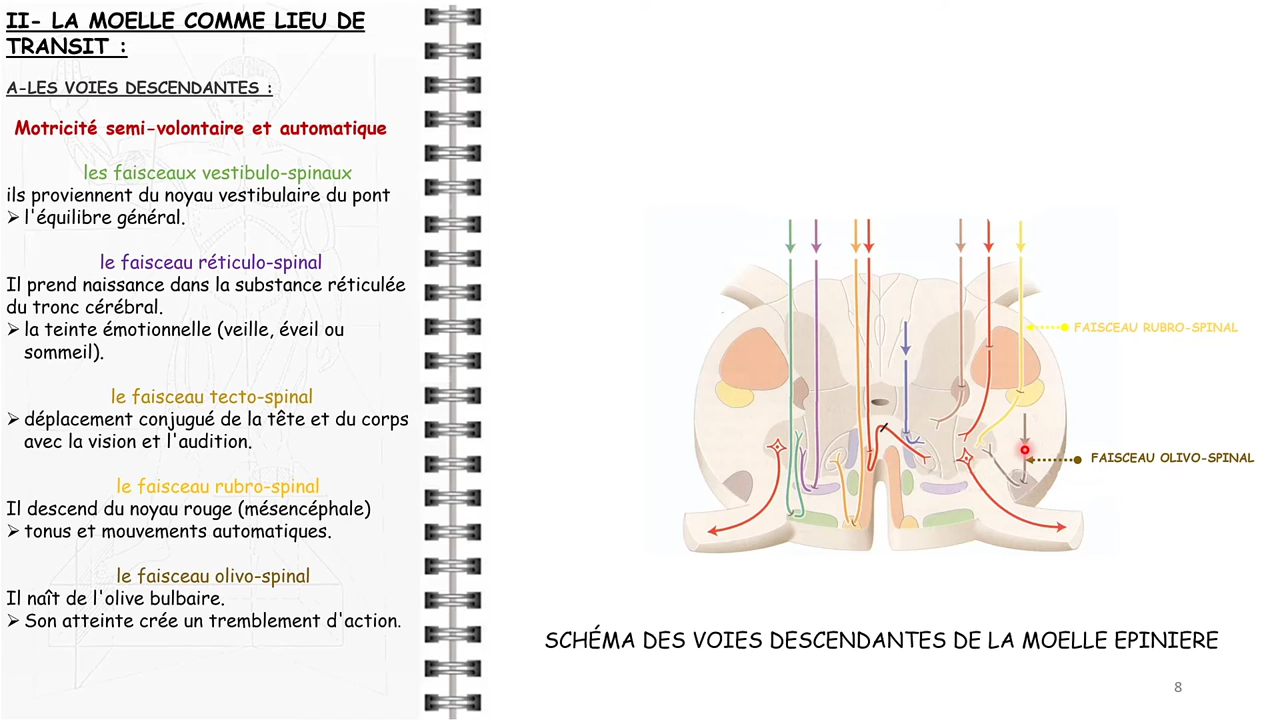 II- LA MOELLE COMME LIEU DE
TRANSIT :
A-LES VOIES DESCENDANTES :
Motricité semi-volontaire et automatique
les faisceaux vestibulo-spinaux
ils proviennent du noyau vestibulaire du pont
➢ l'équilibre général.
le faisceau réticulo-spinal
Il prend naissance dans la substance réticulée
du tronc cérébral.
➢ la teinte émotionnelle (veille, éveil ou
sommeil).
le faisceau tecto-spinal
➢ déplacement conjugué de la tête et du corps
avec la vision et l'audition.
le faisceau rubro-spinal
Il descend du noyau rouge (mésencéphale)
➢ tonus et mouvements automatiques.
le faisceau olivo-spinal
Il naît de l'olive bulbaire.
➢ Son atteinte crée un tremblement d'action.
FAISCEAU RUBRO-SPINAL
FAISCEAU OLIVO-SPINAL
SCHÉMA DES VOIES DESCENDANTES DE LA MOELLE EPINIERE
8